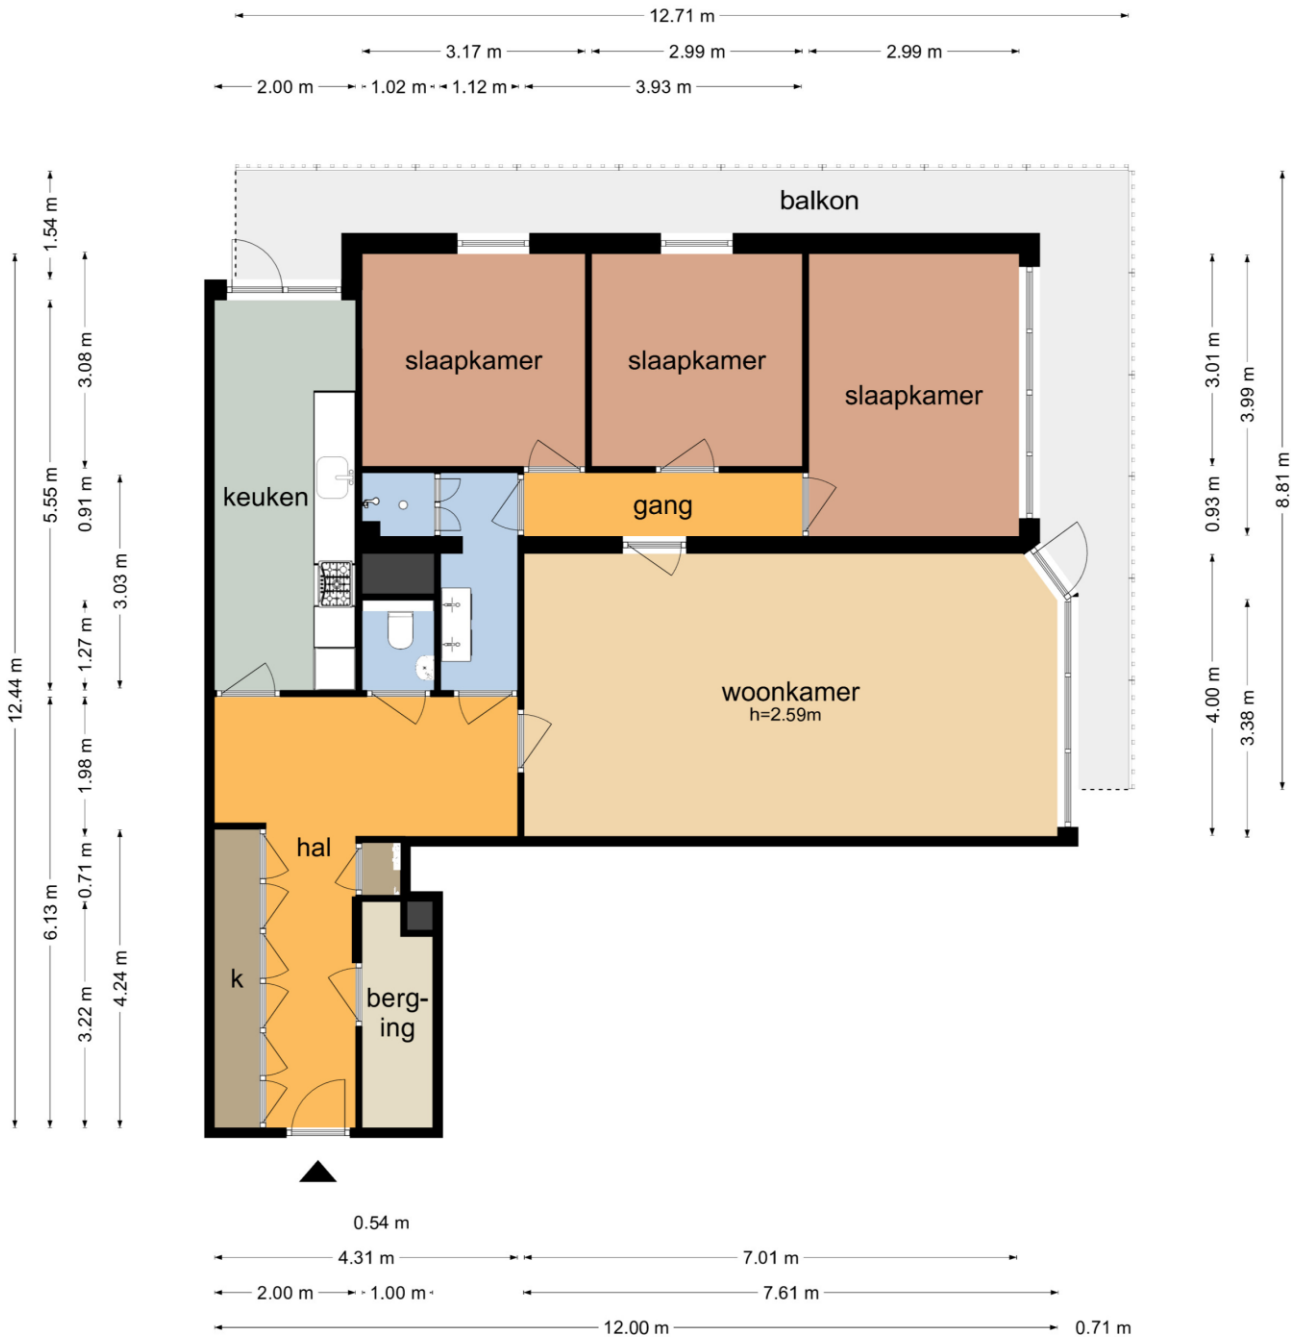 12.71 m
3.17 m 2.99 m 2.99 m
2.00 m 1.02 m 1.12 m 3.93 m
balkon
1.54 m
12.44 m
5.55 m
6.13 m
3.08 m
0.91 m
1.27 m
1.98 m
0.71 m
3.22 m
3.03 m
4.24 m
slaapkamer
slaapkamer
slaapkamer
keuken
gang
woonkamer
h=2.59m
hal
k
berg-
ing
3.01 m
0.93 m
4.00 m
3.99 m
3.38 m
8.81 m
0.54 m
4.31 m 7.01 m
2.00 m 1.00 m 7.61 m
12.00 m 0.71 m